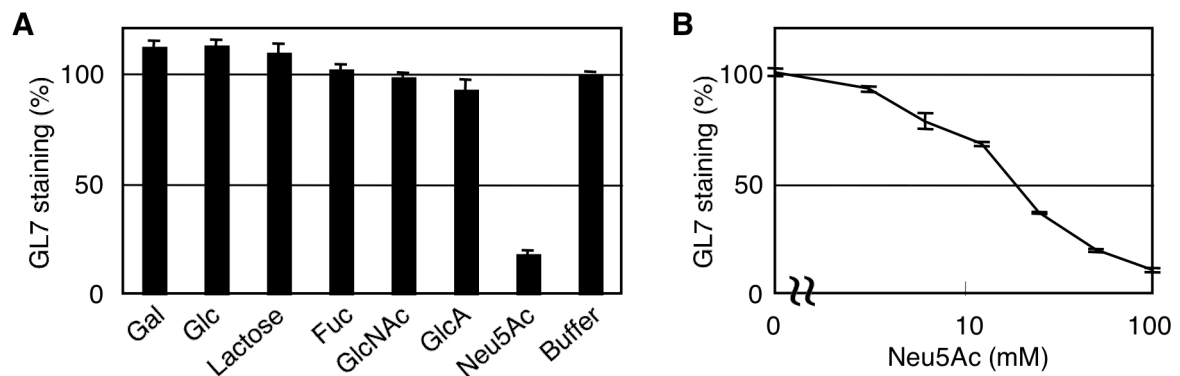 A
GL7 staining (%)
100
50
0
Gal
Glc
Lactose
Fuc
GlcNAc
GlcA
Neu5Ac
Buffer
B
GL7 staining (%)
100
50
0
0
10
100
Neu5Ac (mM)